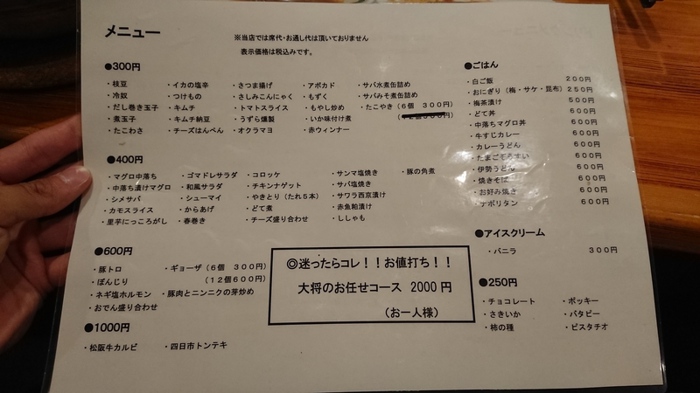 メニュー
※当店では席代・お通し代は頂いておりません
表示価格は税込みです。
●300円
・枝豆 ・イカの塩辛 ・さつま揚げ ・アボカド ・サバ水煮缶詰め
・冷奴 ・つけもの ・さしみこんにゃく ・もずく ・サバみそ煮缶詰め
・だし巻き玉子 ・キムチ ・トマトスライス ・もやし炒め ・たこやき(6個 300円)
・煮玉子 ・キムチ納豆 ・うずら燻製 ・いか味付け煮
・たこわさ ・チーズはんぺん ・オクラマヨ ・赤ウィンナー
●400円
・マグロ中落ち ・ゴマドレサラダ ・コロッケ ・サンマ塩焼き ・豚の角煮
・中落ち漬けマグロ ・和風サラダ ・チキンナゲット ・サバ塩焼き
・シメサバ ・シューマイ ・やきとり(たれ5本) ・サワラ西京漬け
・カモスライス ・からあげ ・どて煮 ・赤魚粕漬け
・里芋にっころがし ・春巻き ・チーズ盛り合わせ ・ししゃも
●600円
・豚トロ ・ギョーザ(6個 300円)
・ぼんじり (12個600円)
・ネギ塩ホルモン ・豚肉とニンニクの芽炒め
・おでん盛り合わせ
●1000円
・松阪牛カルビ ・四日市トンテキ
◎迷ったらコレ!!お値打ち!!
大将のお任せコース 2000円
(お一人様)
●ごはん
・白ご飯 200円
・おにぎり(梅・サケ・昆布) 250円
・梅茶漬け 500円
・どて丼 600円
・中落ちマグロ丼 600円
・牛すじカレー 600円
・カレーうどん 600円
・たまごぞうすい 600円
・伊勢うどん 600円
・焼きそば 600円
・お好み焼き 600円
・ナポリタン 600円
●アイスクリーム
・バニラ 300円
●250円
・チョコレート ・ポッキー
・さきいか ・バタピー
・柿の種 ・ピスタチオ